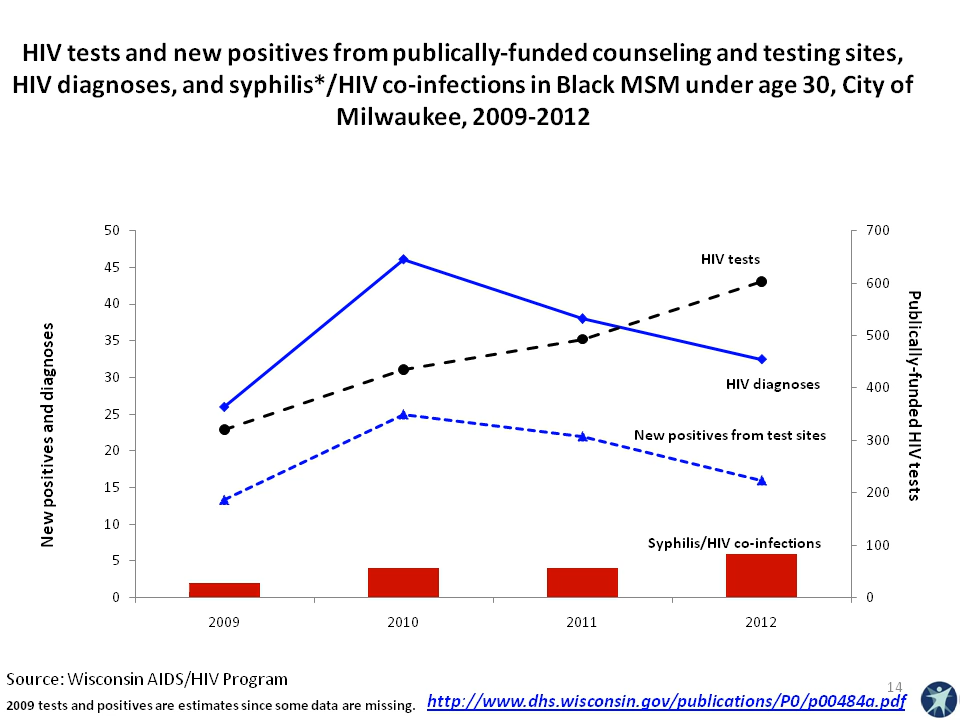 HIV tests and new positives from publically-funded counseling and testing sites,
HIV diagnoses, and syphilis*/HIV co-infections in Black MSM under age 30, City of
Milwaukee, 2009-2012
50
45
40
35
30
25
20
15
10
5
0
New positives and diagnoses
700
600
500
400
300
200
100
0
Publically-funded HIV tests
HIV tests
HIV diagnoses
New positives from test sites
Syphilis/HIV co-infections
2009
2010
2011
2012
Source: Wisconsin AIDS/HIV Program
14
2009 tests and positives are estimates since some data are missing.
http://www.dhs.wisconsin.gov/publications/P0/p00484a.pdf